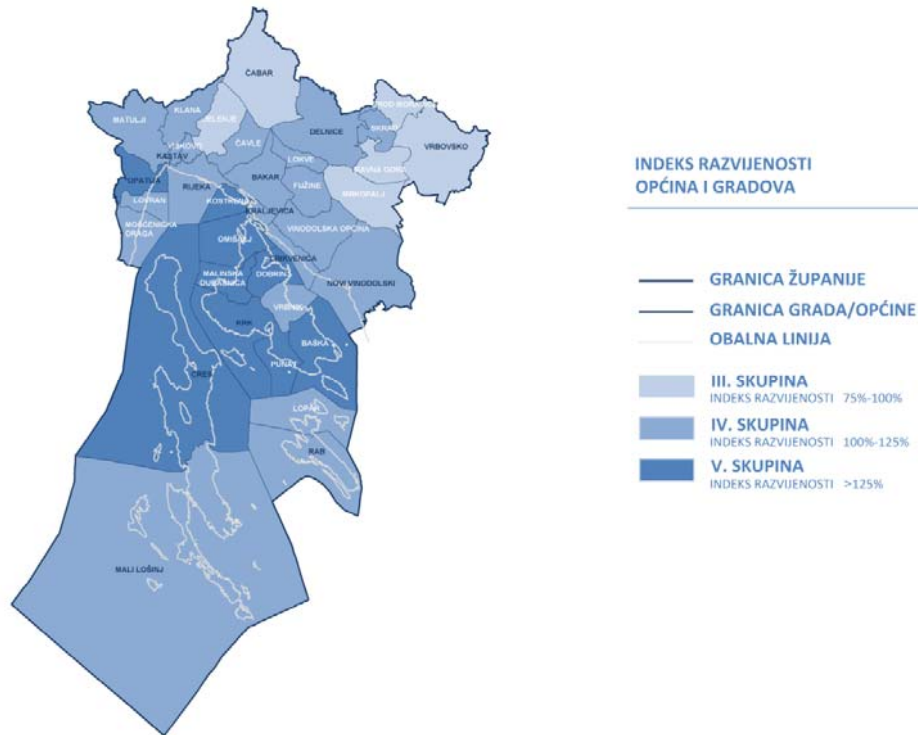 ČABAR
KLANA
MATULJI
JELENJE
BROD MORAVICE
DELNICE
SKRAD
VRBOVSKO
VIŠKOVO
ČAVLE
KASTAV
LOKVE
RAVNA GORA
OPATIJA
RIJEKA
BAKAR
FUŽINE
MRKOPALJ
LOVRAN
KOSTRENA
KRALJEVICA
MOŠĆENIČKA
DRAGA
VINODOLSKA OPĆINA
OMIŠALJ
CRIKVENICA
MALINSKA
DUBAŠNICA
DOBRINJ
NOVI VINODOLSKI
VRBNIK
KRK
BAŠKA
PUNAT
CRES
LOPAR
RAB
MALI LOŠINJ
INDEKS RAZVIJENOSTI
OPĆINA I GRADOVA
GRANICA ŽUPANIJE
GRANICA GRADA/OPĆINE
OBALNA LINIJA
III. SKUPINA
INDEKS RAZVIJENOSTI 75%-100%
IV. SKUPINA
INDEKS RAZVIJENOSTI 100%-125%
V. SKUPINA
INDEKS RAZVIJENOSTI >125%